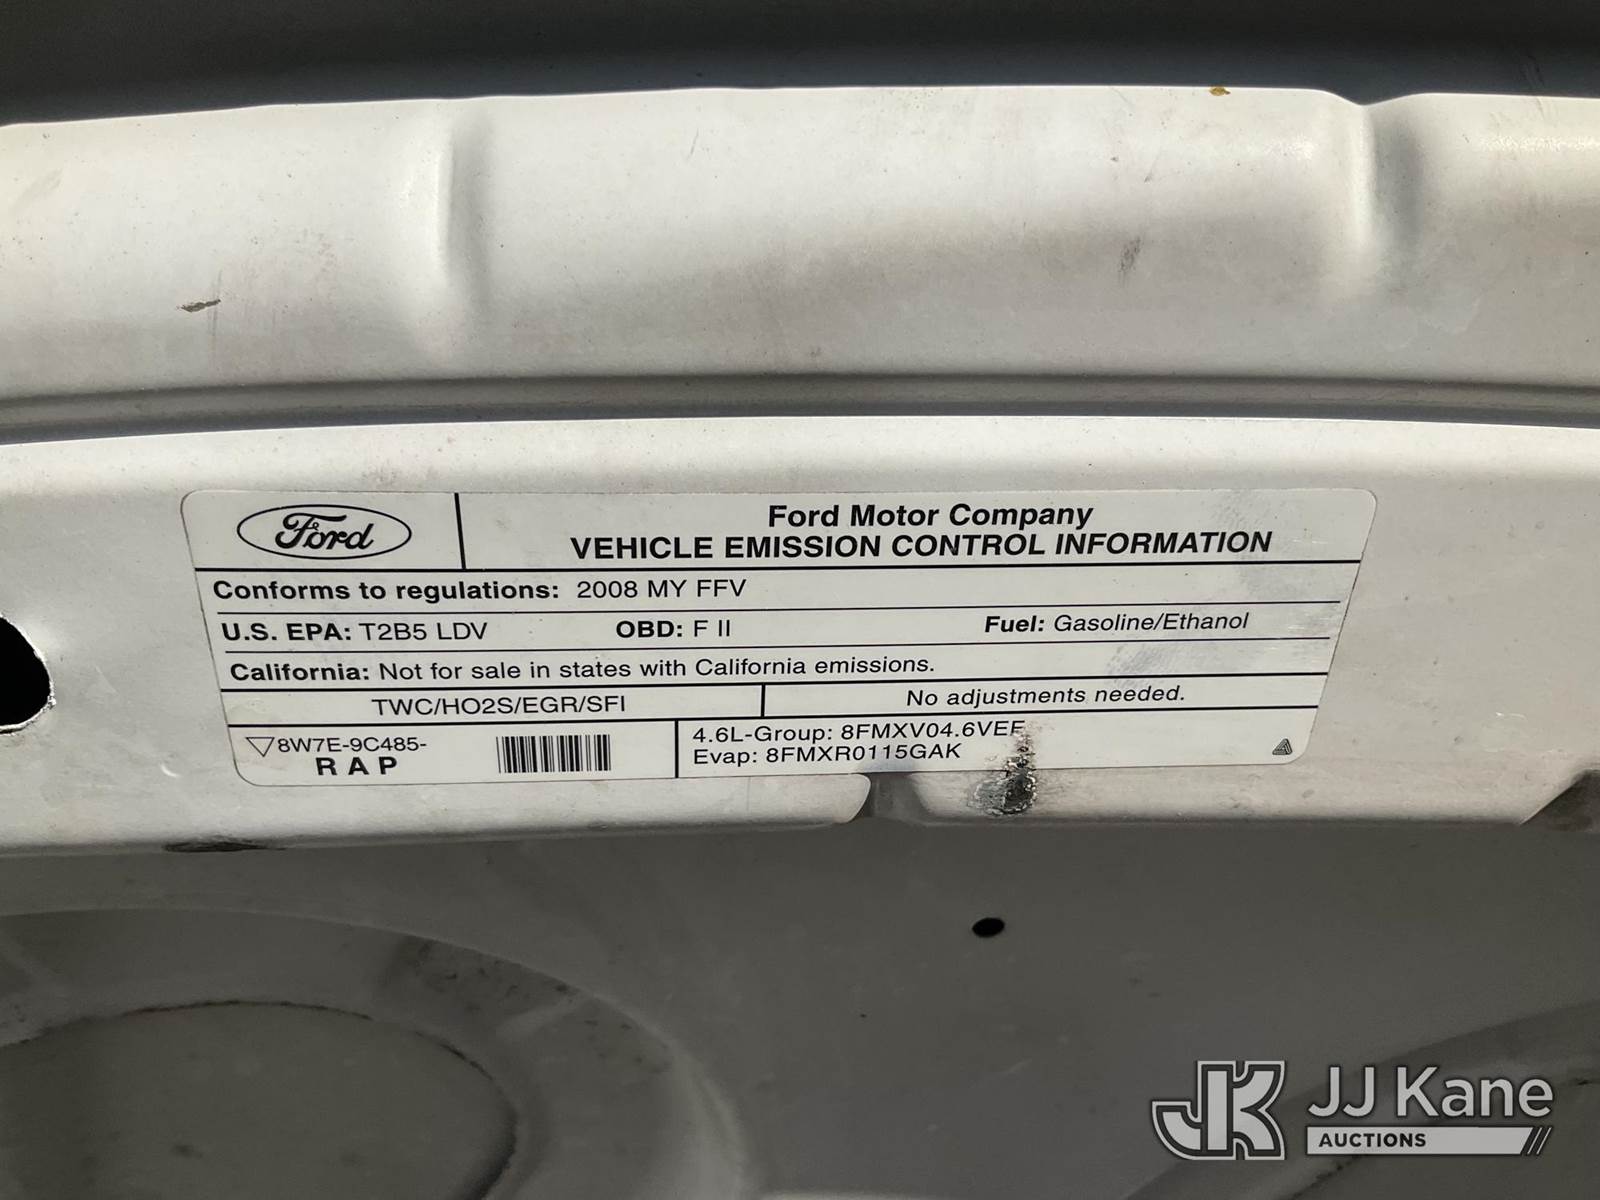 Ford
Ford Motor Company
VEHICLE EMISSION CONTROL INFORMATION
Conforms to regulations: 2008 MY FFV
U.S. EPA: T2B5 LDV OBD: F II Fuel: Gasoline/Ethanol
California: Not for sale in states with California emissions.
TWC/HO2S/EGR/SFI No adjustments needed.
8W7E-9C485-
R A P
4.6L-Group: 8FMXV04.6VEF
Evap: 8FMXR0115GAK
JK
JJ Kane
AUCTIONS